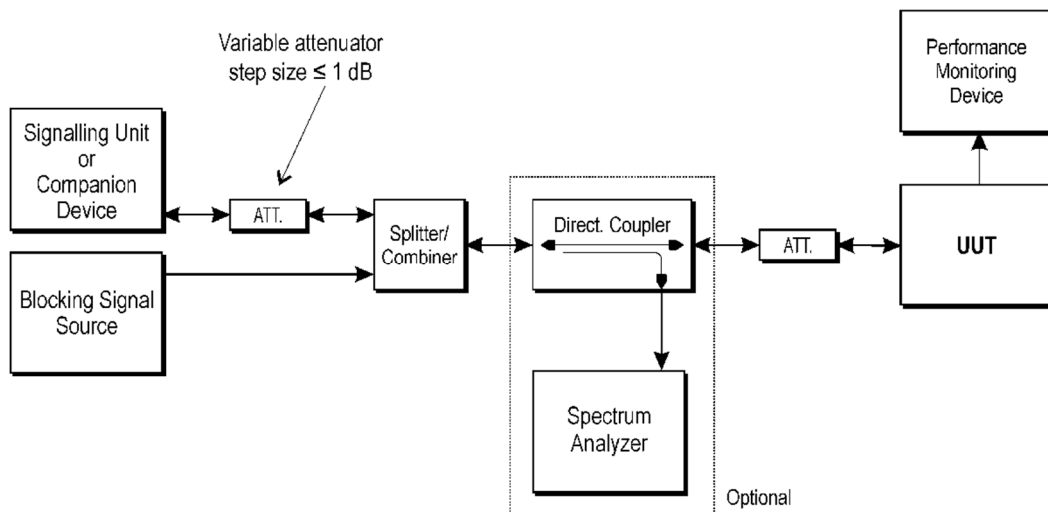 Variable attenuator
step size ≤ 1 dB
Performance
Monitoring
Device
Signalling Unit
or
Companion
Device
ATT.
Splitter/
Combiner
Direct. Coupler
ATT.
UUT
Blocking Signal
Source
Spectrum
Analyzer
Optional